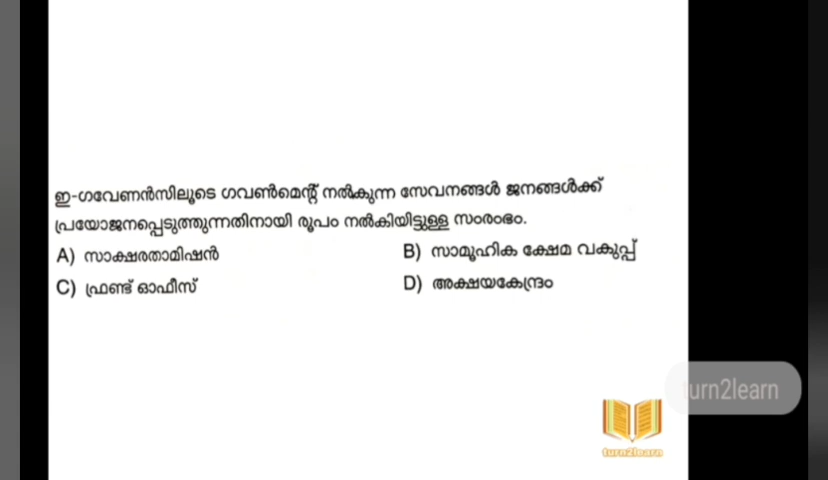 ഇ-ഗവേണൻസിലൂടെ ഗവൺമെന്റ് നൽകുന്ന സേവനങ്ങൾ ജനങ്ങൾക്ക്
പ്രയോജനപ്പെടുത്തുന്നതിനായി രൂപം നൽകിയിട്ടുള്ള സംരംഭം.
A) സാക്ഷരതാമിഷൻ
B) സാമൂഹിക ക്ഷേമ വകുപ്പ്
C) ഫ്രണ്ട് ഓഫീസ്
D) അക്ഷയകേന്ദ്രം
turn2learn
turn2learn